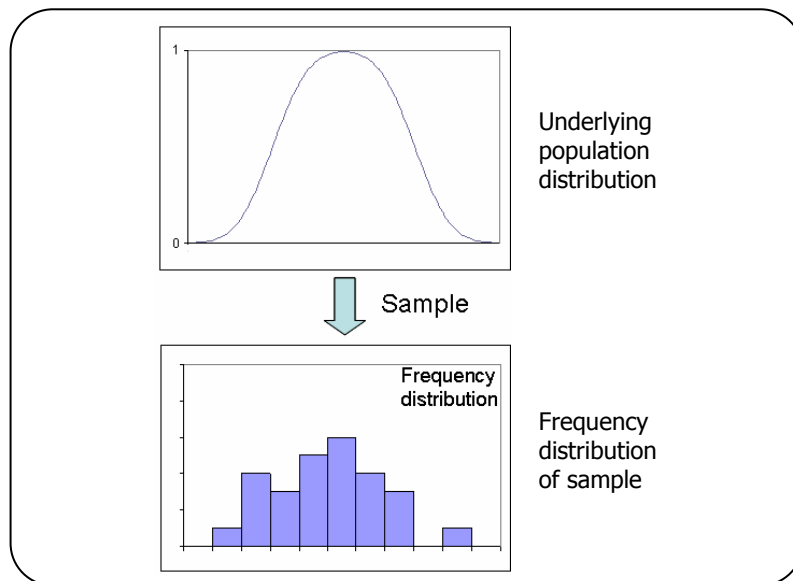 1
0
Underlying
population
distribution
Sample
Frequency
distribution
Frequency
distribution
of sample